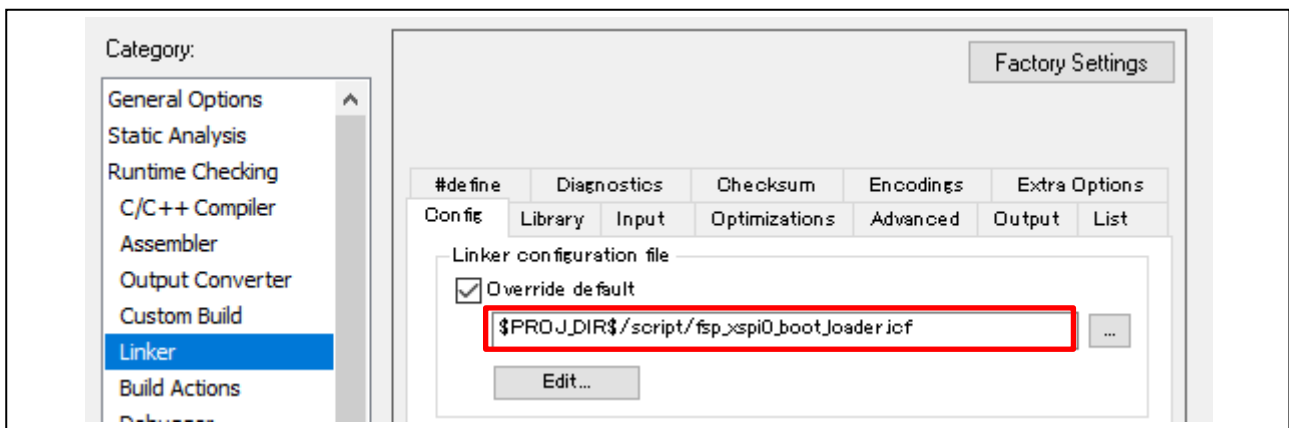 Category:
Factory Settings
General Options
Static Analysis
Runtime Checking
C/C++ Compiler
Assembler
Output Converter
Custom Build
Linker
Build Actions
Debugger
#define Diagnostics Checksum Encodings Extra Options
Config Library Input Optimizations Advanced Output List
Linker configuration file
Override default
$PROJ_DIR$/script/fsp_xspi0_boot_loader.icf
...
Edit...